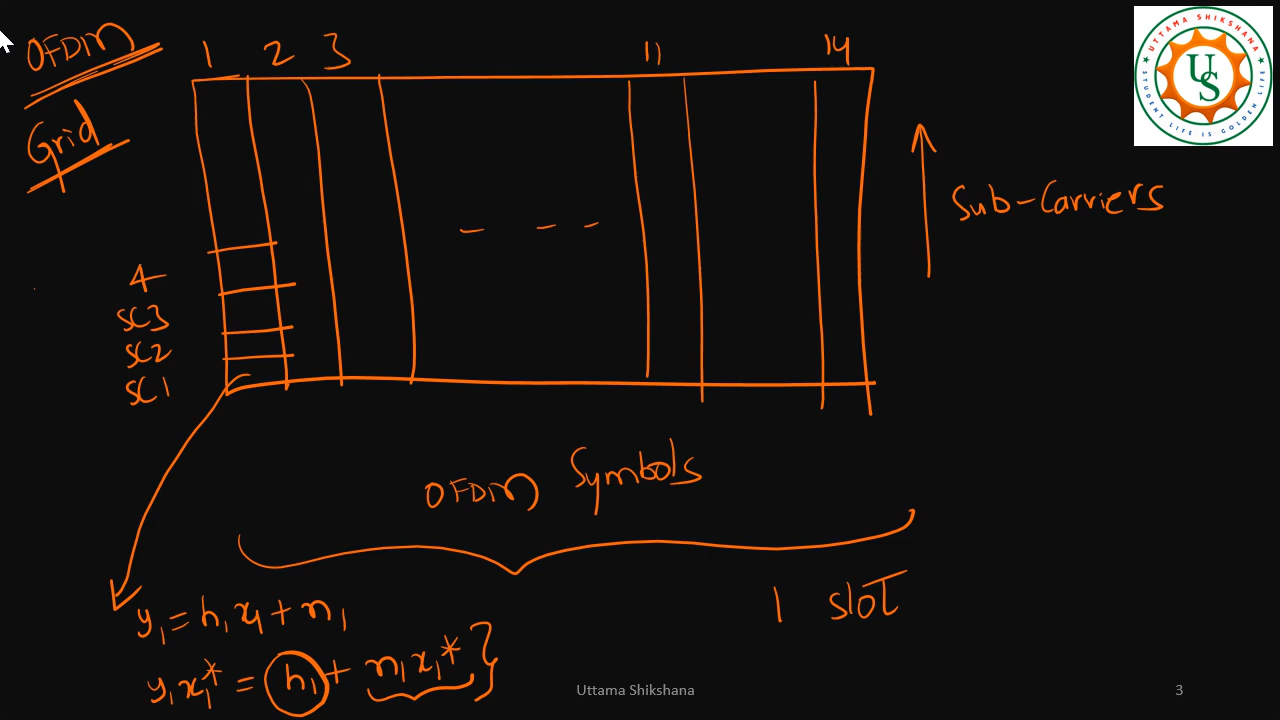 OFDM
Grid
1 2 3 11 14
UTTAMA SHIKSHANA
US
STUDENT LIFE IS GOLDEN LIFE
Sub-Carriers
4
SC3
SC2
SC1
- - -
OFDM Symbols
1 slot
y₁ = h₁x₁ + n₁
y₁x₁* = h₁ + n₁x₁* }
Uttama Shikshana
3